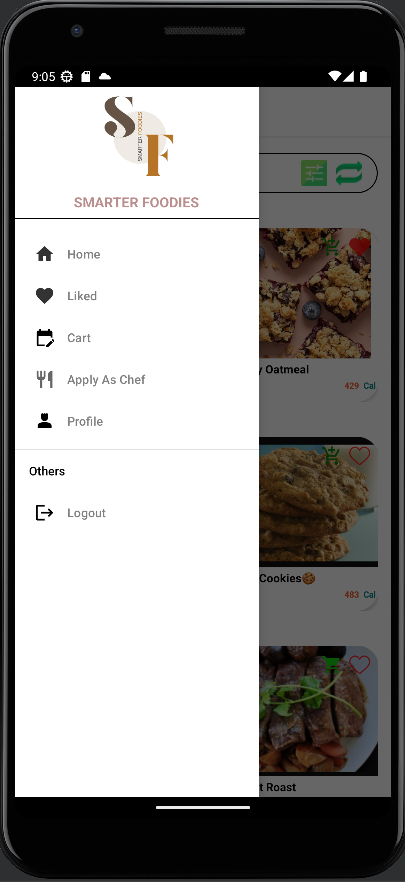 9:05
S
SMARTER FOODIES
F
SMARTER FOODIES
Home
Liked
Cart
Apply As Chef
Profile
Others
Logout
y Oatmeal
429 Cal
Cookies🍪
483 Cal
t Roast